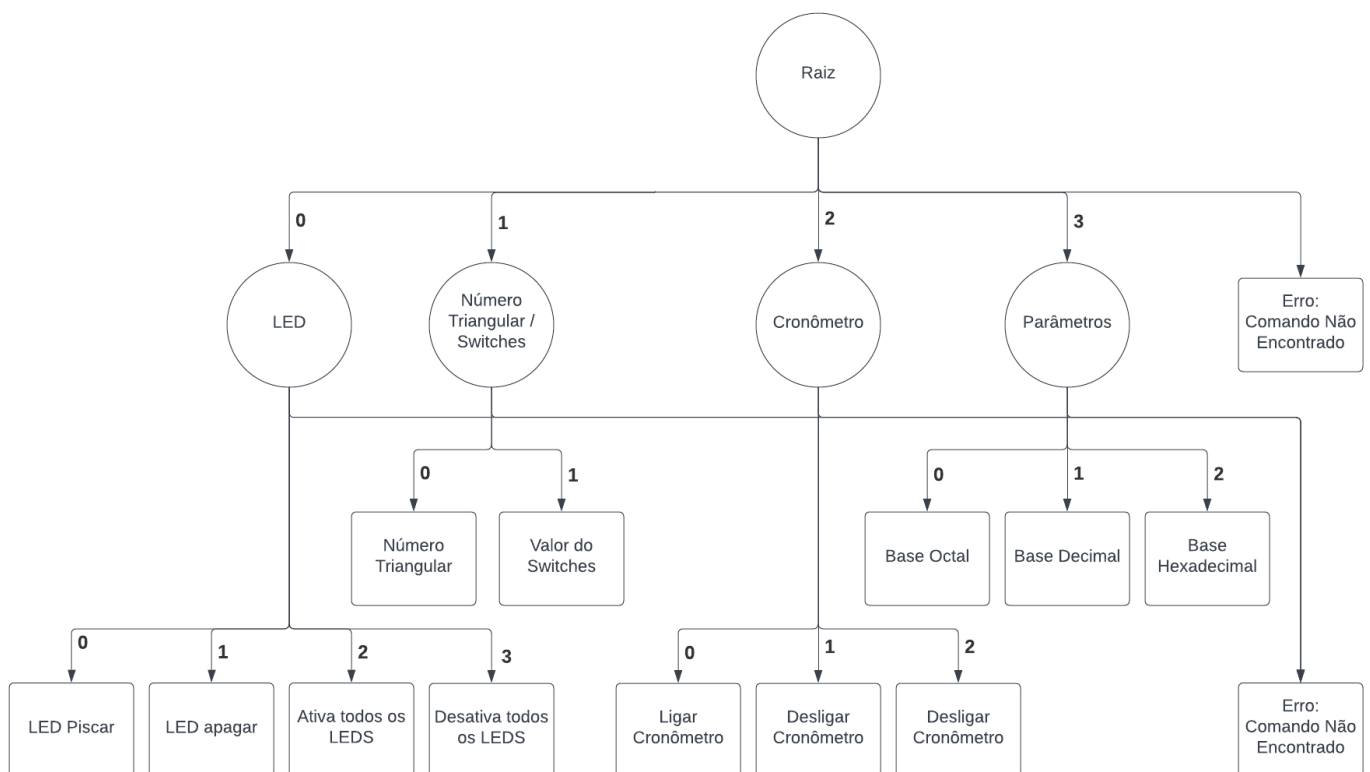 Raiz
0
1
2
3
LED
Número
Triangular /
Switches
Cronômetro
Parâmetros
Erro:
Comando Não
Encontrado
0
1
0
1
2
Número
Triangular
Valor do
Switches
Base Octal
Base Decimal
Base
Hexadecimal
0
1
2
3
0
1
2
LED Piscar
LED apagar
Ativa todos os
LEDS
Desativa todos
os LEDS
Ligar
Cronômetro
Desligar
Cronômetro
Desligar
Cronômetro
Erro:
Comando Não
Encontrado